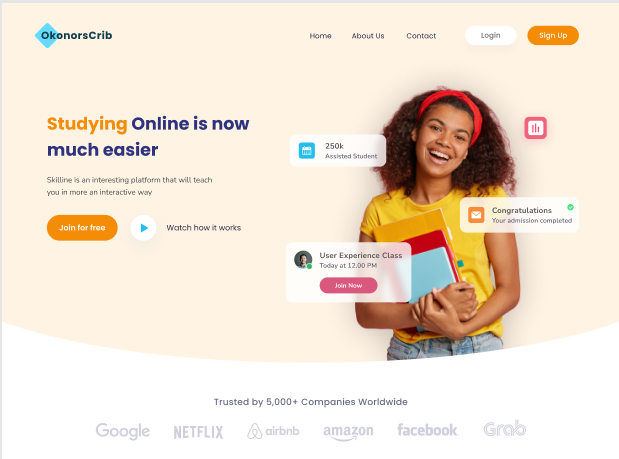 OkonorsCrib
Home
About Us
Contact
Login
Sign Up
Studying Online is now
much easier
Skilline is an interesting platform that will teach
you in more an interactive way
Join for free
Watch how it works
250k
Assisted Student
Congratulations
Your admission completed
User Experience Class
Today at 12.00 PM
Join Now
Trusted by 5,000+ Companies Worldwide
Google
NETFLIX
airbnb
amazon
facebook
Grab